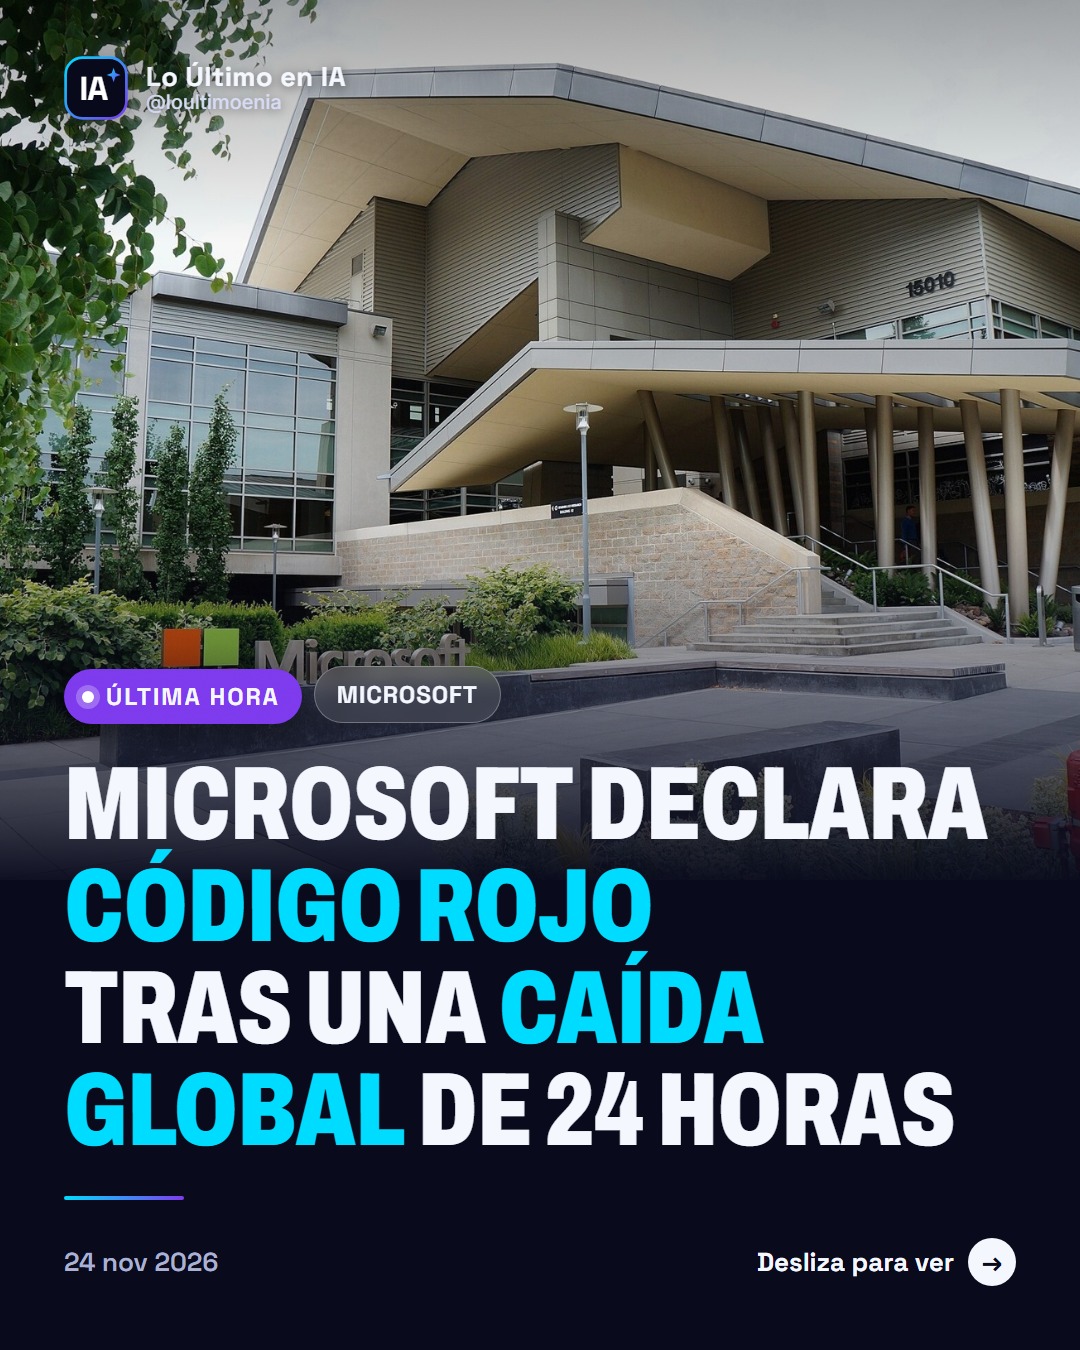 IA
Lo Último en IA
@loultimoenia
15010
Microsoft
ÚLTIMA HORA
MICROSOFT
MICROSOFT DECLARA
CÓDIGO ROJO
TRAS UNA CAÍDA
GLOBAL DE 24 HORAS
24 nov 2026
Desliza para ver →